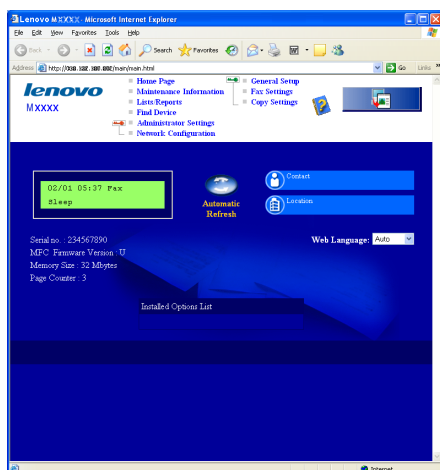 Lenovo MXXXX - Microsoft Internet Explorer
File Edit View Favorites Tools Help
Back Search Favorites
Address /main/main.html Go Links »
lenovo
MXXXX
Home Page
Maintenance Information
Lists/Reports
Find Device
Administrator Settings
Network Configuration
General Setup
Fax Settings
Copy Settings
02/01 05:37 Fax
Sleep
Automatic
Refresh
Contact
Location
Serial no. : 234567890
Web Language: Auto
MFC Firmware Version : U
Memory Size : 32 Mbytes
Page Counter : 3
Installed Options List
Internet